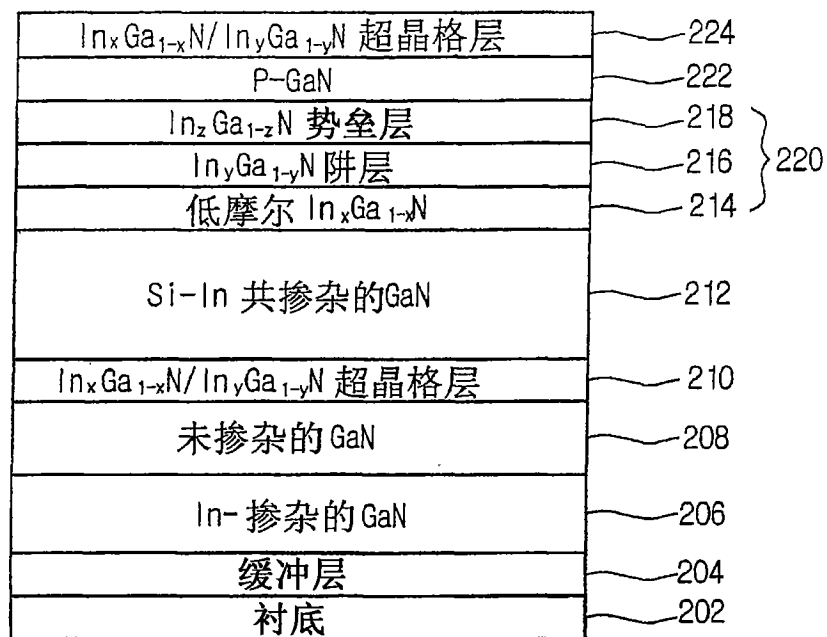 InxGa1-xN/InyGa1-yN 超晶格层 224
P-GaN 222
InzGa1-zN 势垒层 218
InyGa1-yN 阱层 216 220
低摩尔 InxGa1-xN 214
Si-In 共掺杂的GaN 212
InxGa1-xN/InyGa1-yN 超晶格层 210
未掺杂的 GaN 208
In- 掺杂的 GaN 206
缓冲层 204
衬底 202